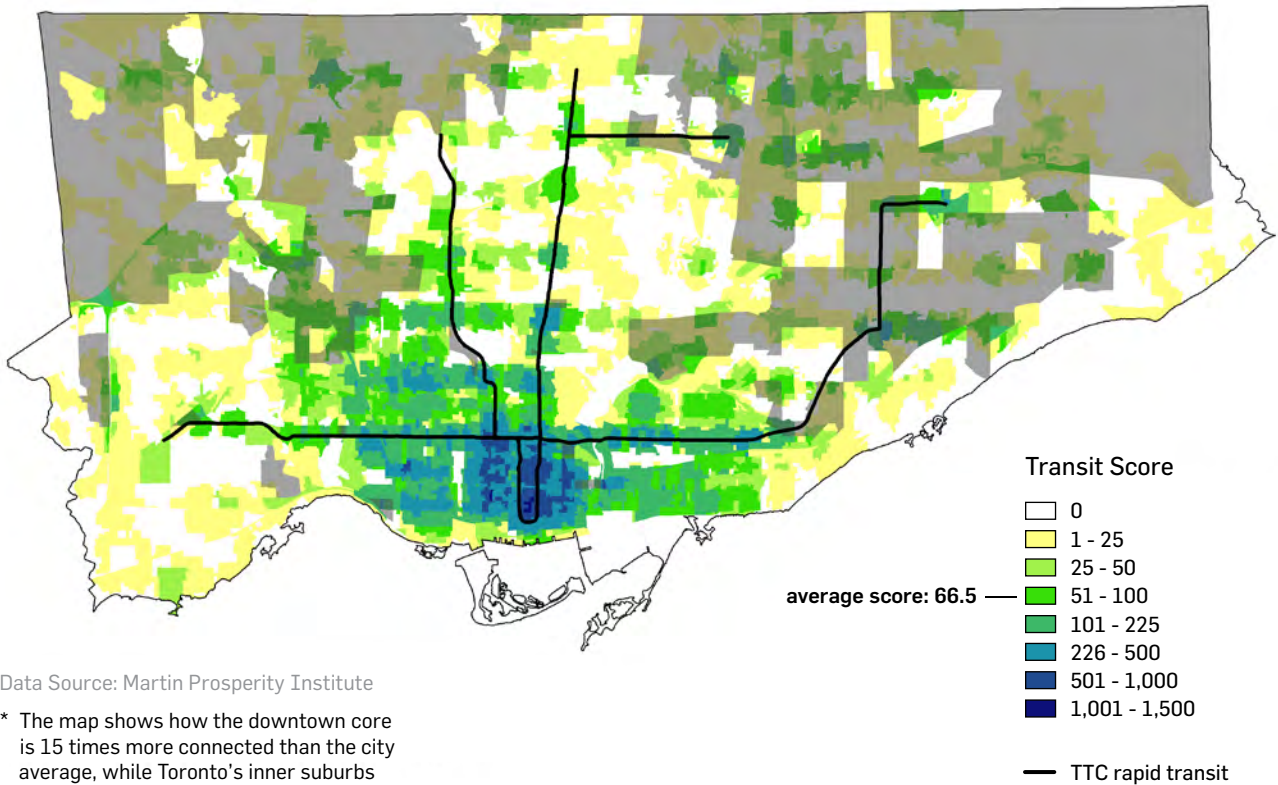 Transit Score
0
1 - 25
25 - 50
average score: 66.5
51 - 100
101 - 225
226 - 500
501 - 1,000
1,001 - 1,500
TTC rapid transit
Data Source: Martin Prosperity Institute
* The map shows how the downtown core
is 15 times more connected than the city
average, while Toronto's inner suburbs